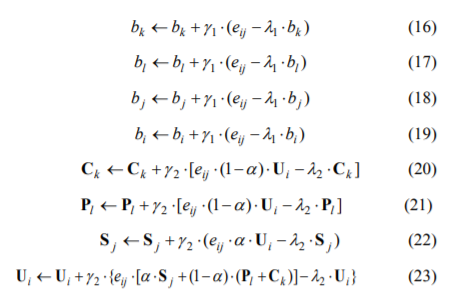 b_k ← b_k + γ_1 · (e_ij − λ_1 · b_k) (16)
b_l ← b_l + γ_1 · (e_ij − λ_1 · b_l) (17)
b_j ← b_j + γ_1 · (e_ij − λ_1 · b_j) (18)
b_i ← b_i + γ_1 · (e_ij − λ_1 · b_i) (19)
C_k ← C_k + γ_2 · [e_ij · (1−α) · U_i − λ_2 · C_k] (20)
P_l ← P_l + γ_2 · [e_ij · (1−α) · U_i − λ_2 · P_l] (21)
S_j ← S_j + γ_2 · (e_ij · α · U_i − λ_2 · S_j) (22)
U_i ← U_i + γ_2 · {e_ij · [α · S_j + (1−α) · (P_l + C_k)] − λ_2 · U_i} (23)